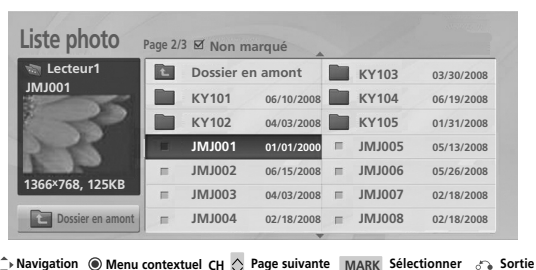 Liste photo
Page 2/3 Non marqué
Lecteur1
JMJ001
1366×768, 125KB
Dossier en amont
Dossier en amont
KY101 06/10/2008
KY102 04/03/2008
JMJ001 01/01/2000
JMJ002 06/15/2008
JMJ003 04/03/2008
JMJ004 02/18/2008
KY103 03/30/2008
KY104 06/19/2008
KY105 01/31/2008
JMJ005 05/13/2008
JMJ006 05/26/2008
JMJ007 02/18/2008
JMJ008 02/18/2008
Navigation Menu contextuel CH Page suivante MARK Sélectionner Sortie